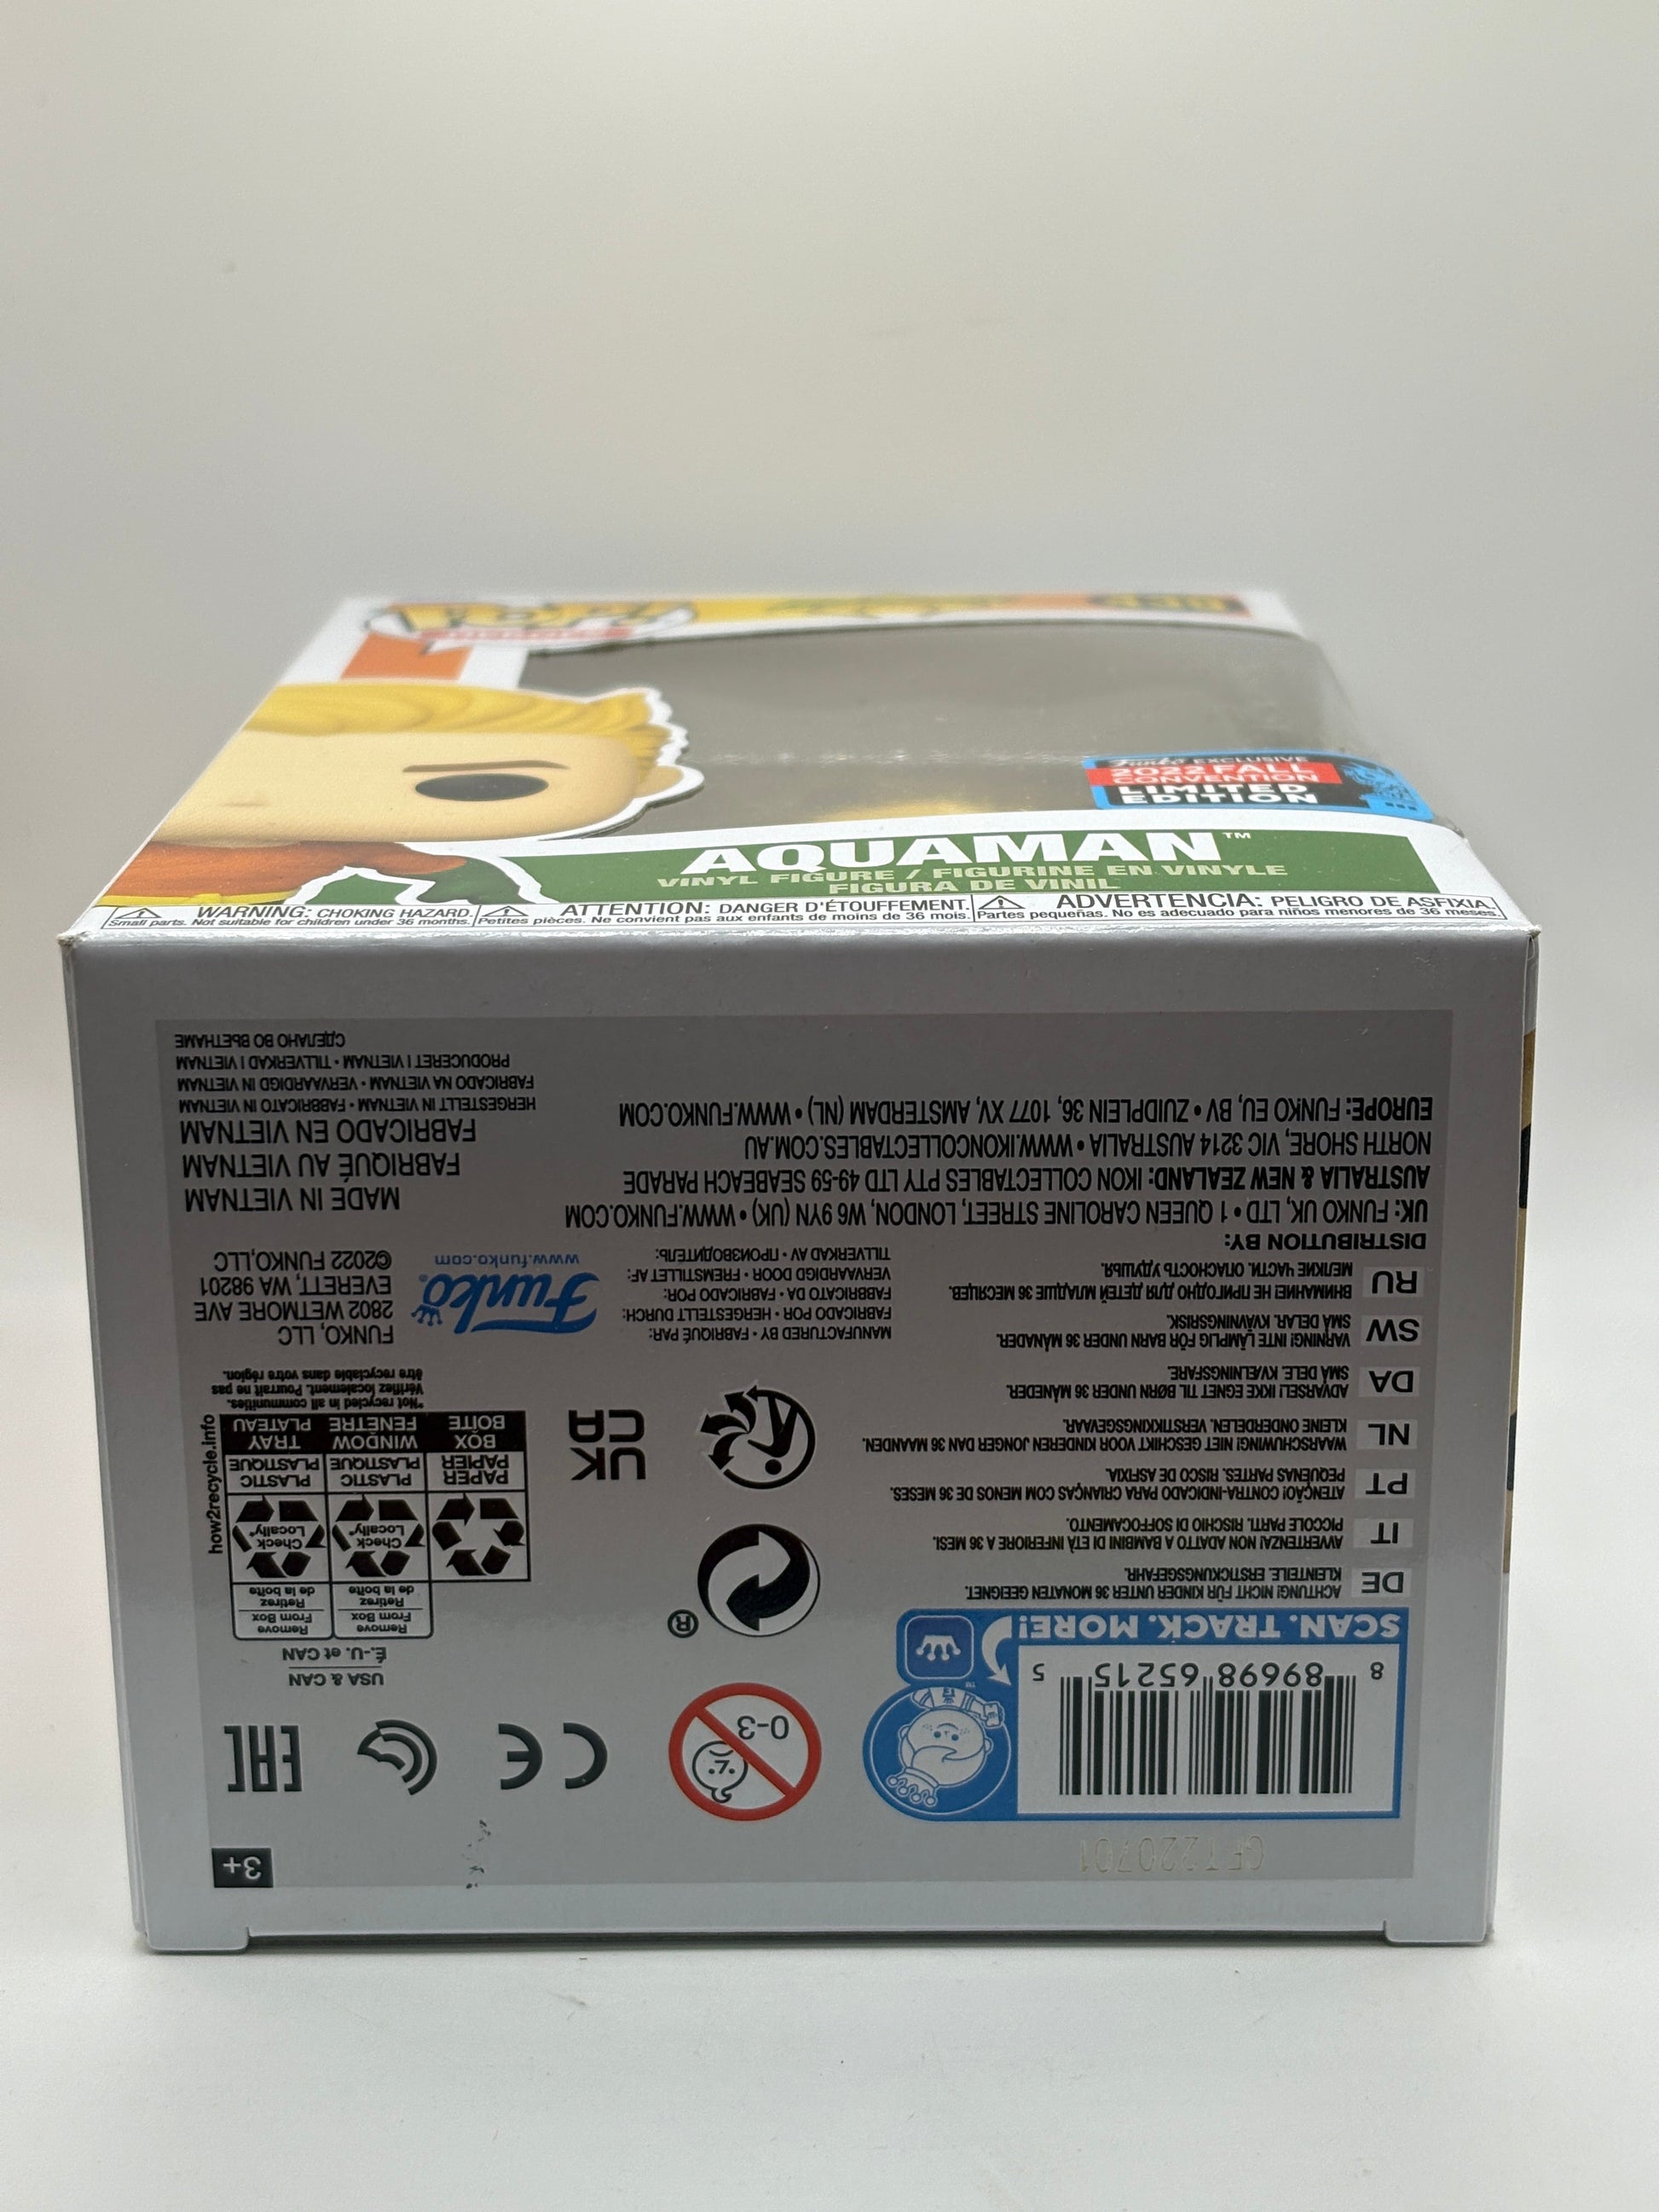 POP!
HEROES
439
Funko EXCLUSIVE
2022 FALL
CONVENTION
LIMITED
EDITION
AQUAMAN™
VINYL FIGURE / FIGURINE EN VINYLE
FIGURA DE VINIL
WARNING: CHOKING HAZARD.
Small parts. Not suitable for children under 36 months.
ATTENTION: DANGER D'ÉTOUFFEMENT.
Petites pièces. Ne convient pas aux enfants de moins de 36 mois.
ADVERTENCIA: PELIGRO DE ASFIXIA.
Partes pequeñas. No es adecuado para niños menores de 36 meses.
GFT220701
3+
8 89698 65215 5
SCAN. TRACK. MORE!
™
0-3
CE
EAC
USA & CAN
É.-U. et CAN
Remove
From Box
Retirez
de la boîte
Remove
From Box
Retirez
de la boîte
Check
Locally*
Check
Locally*
PAPER
PAPIER
BOX
BOÎTE
PLASTIC
PLASTIQUE
WINDOW
FENÊTRE
PLASTIC
PLASTIQUE
TRAY
PLATEAU
how2recycle.info
*Not recycled in all communities.
Vérifiez localement. Pourrait ne pas
être recyclable dans votre région.
®
UK
CA
DE
ACHTUNG! NICHT FÜR KINDER UNTER 36 MONATEN GEEIGNET.
KLEINTEILE. ERSTICKUNGSGEFAHR.
IT
AVVERTENZA! NON ADATTO A BAMBINI DI ETÀ INFERIORE A 36 MESI.
PICCOLE PARTI. RISCHIO DI SOFFOCAMENTO.
PT
ATENÇÃO! CONTRA-INDICADO PARA CRIANÇAS COM MENOS DE 36 MESES.
PEQUENAS PARTES. RISCO DE ASFIXIA.
NL
WAARSCHUWING! NIET GESCHIKT VOOR KINDEREN JONGER DAN 36 MAANDEN.
KLEINE ONDERDELEN. VERSTIKKINGSGEVAAR.
DA
ADVARSEL! IKKE EGNET TIL BØRN UNDER 36 MÅNEDER.
SMÅ DELE. KVELNINGSFARE.
SW
VARNING! INTE LÄMPLIG FÖR BARN UNDER 36 MÅNADER.
SMÅ DELAR. KVÄVNINGSRISK.
RU
ВНИМАНИЕ! НЕ ПРИГОДНО ДЛЯ ДЕТЕЙ МЛАДШЕ 36 МЕСЯЦЕВ.
МЕЛКИЕ ЧАСТИ. ОПАСНОСТЬ УДУШЬЯ.
MANUFACTURED BY • FABRIQUÉ PAR:
FABRICADO POR • HERGESTELLT DURCH:
FABBRICATO DA • FABRICADO POR:
VERVAARDIGD DOOR • FREMSTILLET AF:
TILLVERKAD AV • ПРОИЗВОДИТЕЛЬ:
Funko®
www.funko.com
FUNKO, LLC
2802 WETMORE AVE
EVERETT, WA 98201
©2022 FUNKO,LLC
DISTRIBUTION BY:
UK: FUNKO UK, LTD • 1 QUEEN CAROLINE STREET, LONDON, W6 9YN (UK) • WWW.FUNKO.COM
AUSTRALIA & NEW ZEALAND: IKON COLLECTABLES PTY LTD 49-59 SEABEACH PARADE
NORTH SHORE, VIC 3214 AUSTRALIA • WWW.IKONCOLLECTABLES.COM.AU
EUROPE: FUNKO EU, BV • ZUIDPLEIN 36, 1077 XV, AMSTERDAM (NL) • WWW.FUNKO.COM
MADE IN VIETNAM
FABRIQUÉ AU VIETNAM
FABRICADO EN VIETNAM
HERGESTELLT IN VIETNAM • FABBRICATO IN VIETNAM
FABRICADO NA VIETNAM • VERVAARDIGD IN VIETNAM
PRODUCERET I VIETNAM • TILLVERKAD I VIETNAM
СДЕЛАНО ВО ВЬЕТНАМЕ